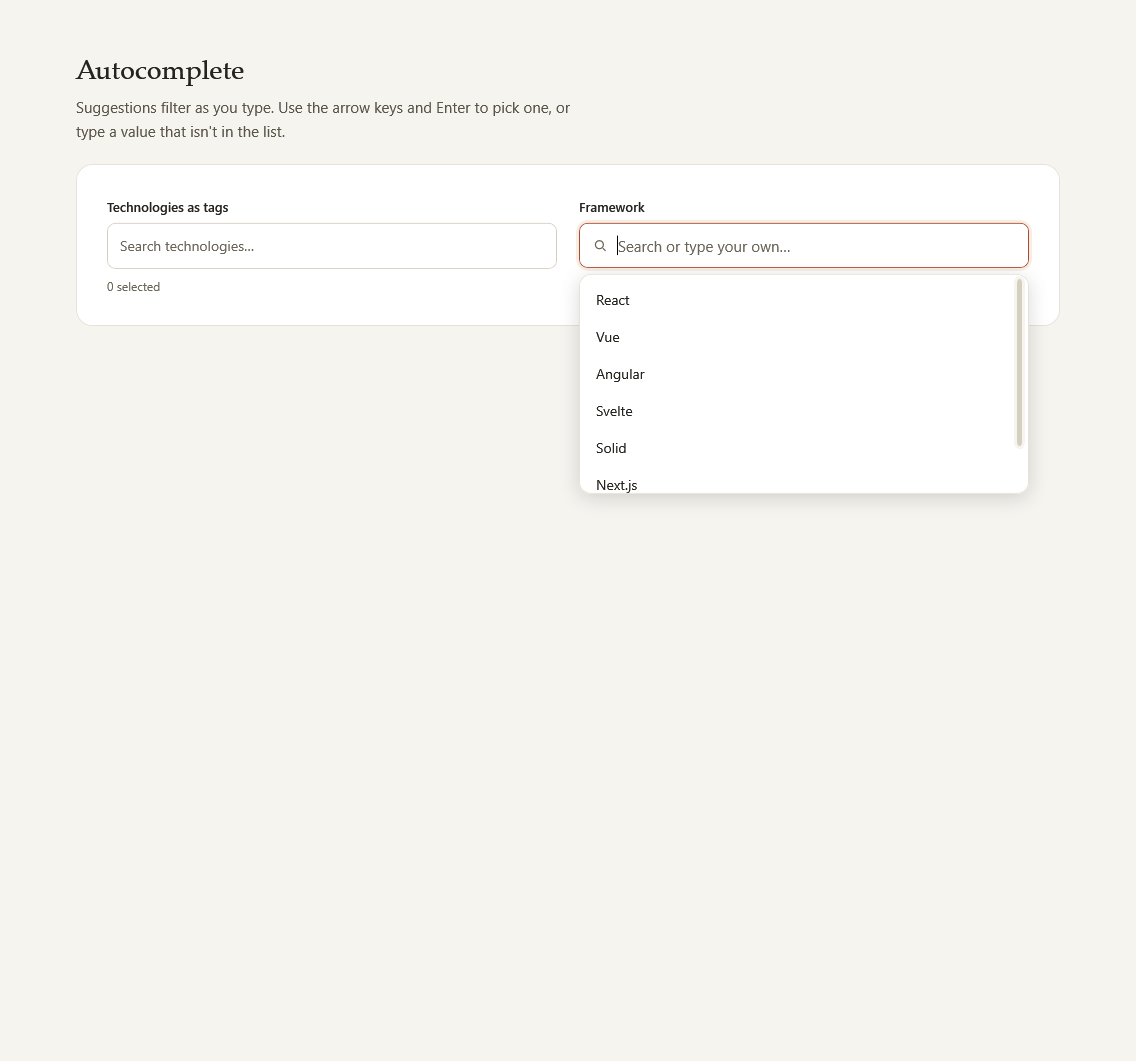 Autocomplete
Suggestions filter as you type. Use the arrow keys and Enter to pick one, or
type a value that isn't in the list.
Technologies as tags
Search technologies...
0 selected
Framework
Search or type your own...
React
Vue
Angular
Svelte
Solid
Next.js